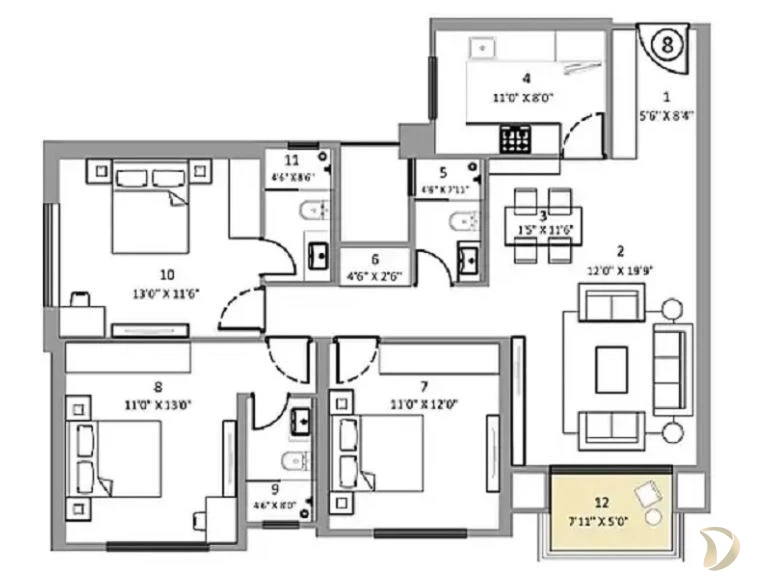 8
1
5'6" X 8'4"
4
11'0" X 8'0"
11
4'6" X 8'6"
5
4'6" X 7'11"
3
1'5" X 11'6"
2
12'0" X 19'9"
6
4'6" X 2'6"
10
13'0" X 11'6"
8
11'0" X 13'0"
7
11'0" X 12'0"
9
4'6" X 8'0"
12
7'11" X 5'0"